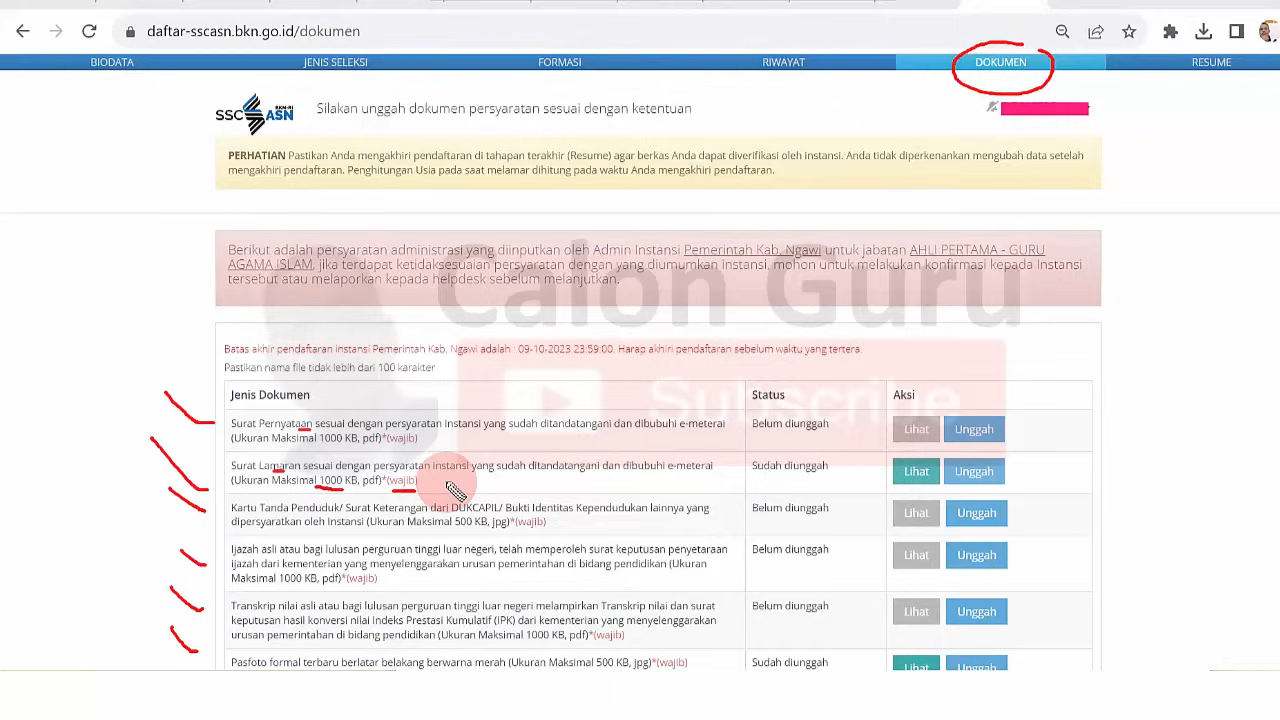 daftar-sscasn.bkn.go.id/dokumen
BIODATA JENIS SELEKSI FORMASI RIWAYAT DOKUMEN RESUME
SSC ASN BKN-RI
Silakan unggah dokumen persyaratan sesuai dengan ketentuan
PERHATIAN Pastikan Anda mengakhiri pendaftaran di tahapan terakhir (Resume) agar berkas Anda dapat diverifikasi oleh instansi. Anda tidak diperkenankan mengubah data setelah
mengakhiri pendaftaran. Penghitungan Usia pada saat melamar dihitung pada waktu Anda mengakhiri pendaftaran.
Berikut adalah persyaratan administrasi yang diinputkan oleh Admin Instansi Pemerintah Kab. Ngawi untuk jabatan AHLI PERTAMA - GURU
AGAMA ISLAM, jika terdapat ketidaksesuaian persyaratan dengan yang diumumkan instansi, mohon untuk melakukan konfirmasi kepada Instansi
tersebut atau melaporkan kepada helpdesk sebelum melanjutkan.
Calon Guru
Batas akhir pendaftaran instansi Pemerintah Kab. Ngawi adalah : 09-10-2023 23:59:00. Harap akhiri pendaftaran sebelum waktu yang tertera.
Pastikan nama file tidak lebih dari 100 karakter
Subscribe
Jenis Dokumen Status Aksi
Surat Pernyataan sesuai dengan persyaratan Instansi yang sudah ditandatangani dan dibubuhi e-meterai
(Ukuran Maksimal 1000 KB, pdf)*(wajib)
Belum diunggah Lihat Unggah
Surat Lamaran sesuai dengan persyaratan instansi yang sudah ditandatangani dan dibubuhi e-meterai
(Ukuran Maksimal 1000 KB, pdf)*(wajib)
Sudah diunggah Lihat Unggah
Kartu Tanda Penduduk/ Surat Keterangan dari DUKCAPIL/ Bukti Identitas Kependudukan lainnya yang
dipersyaratkan oleh Instansi (Ukuran Maksimal 500 KB, jpg)*(wajib)
Belum diunggah Lihat Unggah
Ijazah asli atau bagi lulusan perguruan tinggi luar negeri, telah memperoleh surat keputusan penyetaraan
ijazah dari kementerian yang menyelenggarakan urusan pemerintahan di bidang pendidikan (Ukuran
Maksimal 1000 KB, pdf)*(wajib)
Belum diunggah Lihat Unggah
Transkrip nilai asli atau bagi lulusan perguruan tinggi luar negeri melampirkan Transkrip nilai dan surat
keputusan hasil konversi nilai Indeks Prestasi Kumulatif (IPK) dari kementerian yang menyelenggarakan
urusan pemerintahan di bidang pendidikan (Ukuran Maksimal 1000 KB, pdf)*(wajib)
Belum diunggah Lihat Unggah
Pasfoto formal terbaru berlatar belakang berwarna merah (Ukuran Maksimal 500 KB, jpg)*(wajib) Sudah diunggah Lihat Unggah